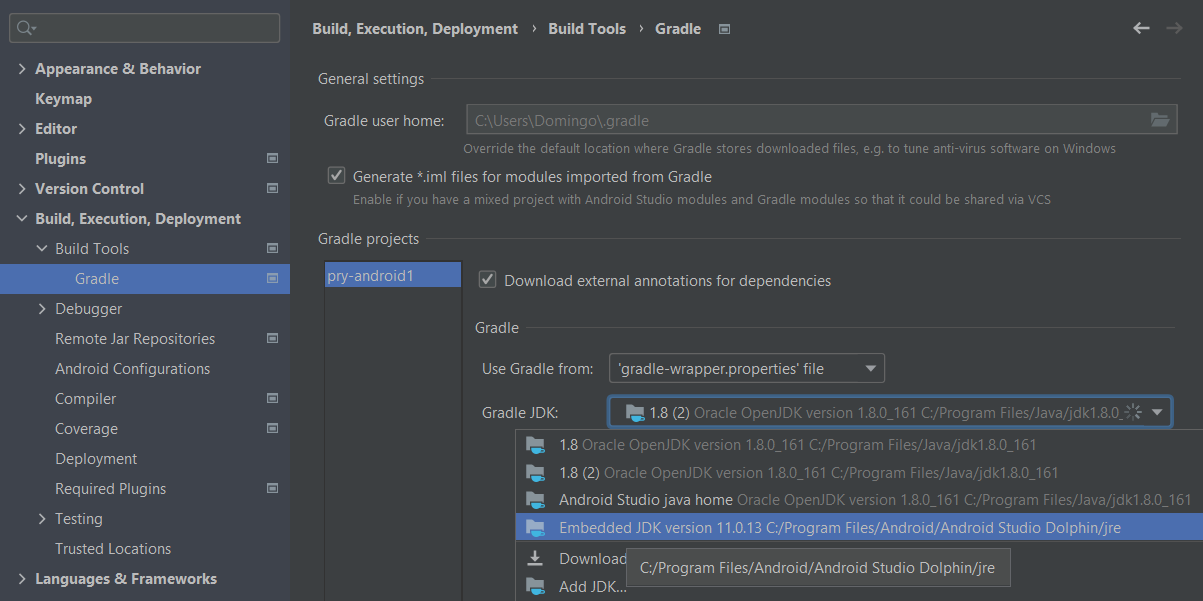 Build, Execution, Deployment › Build Tools › Gradle
Appearance & Behavior
Keymap
Editor
Plugins
Version Control
Build, Execution, Deployment
Build Tools
Gradle
Debugger
Remote Jar Repositories
Android Configurations
Compiler
Coverage
Deployment
Required Plugins
Testing
Trusted Locations
Languages & Frameworks
General settings
Gradle user home: C:\Users\Domingo\.gradle
Override the default location where Gradle stores downloaded files, e.g. to tune anti-virus software on Windows
Generate *.iml files for modules imported from Gradle
Enable if you have a mixed project with Android Studio modules and Gradle modules so that it could be shared via VCS
Gradle projects
pry-android1
Download external annotations for dependencies
Gradle
Use Gradle from: 'gradle-wrapper.properties' file
Gradle JDK: 1.8 (2) Oracle OpenJDK version 1.8.0_161 C:/Program Files/Java/jdk1.8.0_
1.8 Oracle OpenJDK version 1.8.0_161 C:/Program Files/Java/jdk1.8.0_161
1.8 (2) Oracle OpenJDK version 1.8.0_161 C:/Program Files/Java/jdk1.8.0_161
Android Studio java home Oracle OpenJDK version 1.8.0_161 C:/Program Files/Java/jdk1.8.0_161
Embedded JDK version 11.0.13 C:/Program Files/Android/Android Studio Dolphin/jre
Download
C:/Program Files/Android/Android Studio Dolphin/jre
Add JDK...